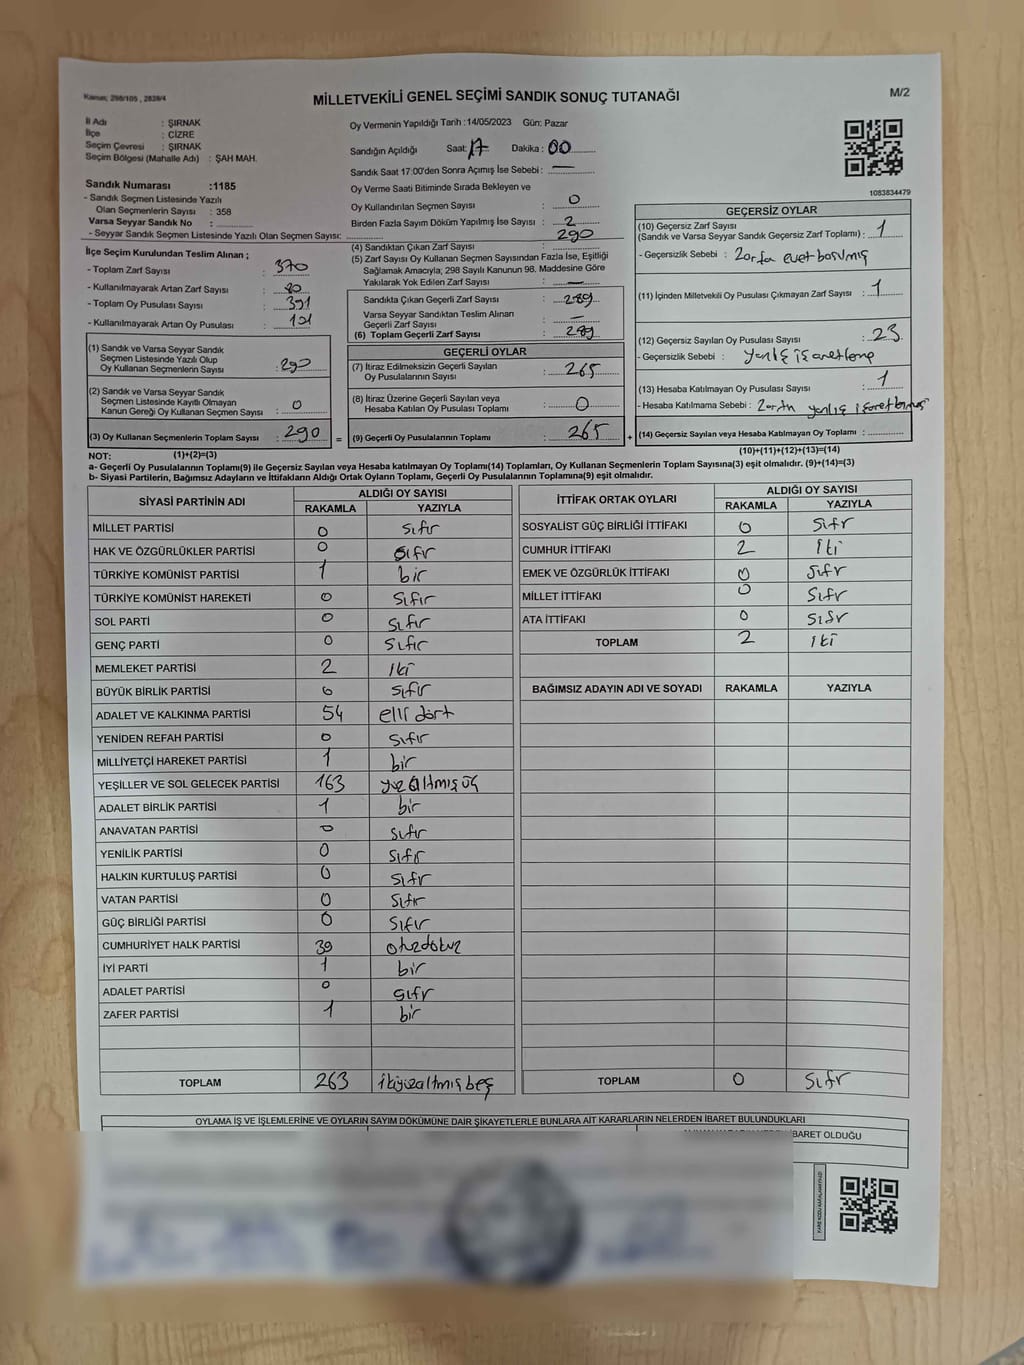 Kanun; 298/105 , 2839/4
MİLLETVEKİLİ GENEL SEÇİMİ SANDIK SONUÇ TUTANAĞI
M/2
İl Adı : ŞIRNAK
İlçe : CİZRE
Seçim Çevresi : ŞIRNAK
Seçim Bölgesi (Mahalle Adı) : ŞAH MAH.
Sandık Numarası :1185
- Sandık Seçmen Listesinde Yazılı
Olan Seçmenlerin Sayısı : 358
Varsa Seyyar Sandık No :
- Seyyar Sandık Seçmen Listesinde Yazılı Olan Seçmen Sayısı:
Oy Vermenin Yapıldığı Tarih :14/05/2023 Gün: Pazar
Sandığın Açıldığı Saat: 17 Dakika : 00
Sandık Saat 17:00'den Sonra Açımış İse Sebebi : —
Oy Verme Saati Bitiminde Sırada Bekleyen ve
Oy Kullandırılan Seçmen Sayısı : 0
Birden Fazla Sayım Döküm Yapılmış İse Sayısı : 2
1083834479
İlçe Seçim Kurulundan Teslim Alınan ;
- Toplam Zarf Sayısı : 370
- Kullanılmayarak Artan Zarf Sayısı : 80
- Toplam Oy Pusulası Sayısı : 391
- Kullanılmayarak Artan Oy Pusulası : 101
(1) Sandık ve Varsa Seyyar Sandık
Seçmen Listesinde Yazılı Olup
Oy Kullanan Seçmenlerin Sayısı : 290
(2) Sandık ve Varsa Seyyar Sandık
Seçmen Listesinde Kayıtlı Olmayan
Kanun Gereği Oy Kullanan Seçmen Sayısı : 0
(3) Oy Kullanan Seçmenlerin Toplam Sayısı : 290 =
(4) Sandıktan Çıkan Zarf Sayısı : 290
(5) Zarf Sayısı Oy Kullanan Seçmen Sayısından Fazla İse, Eşitliği
Sağlamak Amacıyla; 298 Sayılı Kanunun 98. Maddesine Göre
Yakılarak Yok Edilen Zarf Sayısı : —
Sandıkta Çıkan Geçerli Zarf Sayısı : 289
Varsa Seyyar Sandıktan Teslim Alınan
Geçerli Zarf Sayısı : —
(6) Toplam Geçerli Zarf Sayısı : 289
GEÇERLİ OYLAR
(7) İtiraz Edilmeksizin Geçerli Sayılan
Oy Pusulalarının Sayısı : 265
(8) İtiraz Üzerine Geçerli Sayılan veya
Hesaba Katılan Oy Pusulası Toplamı : 0
(9) Geçerli Oy Pusulalarının Toplamı : 265 +
GEÇERSİZ OYLAR
(10) Geçersiz Zarf Sayısı
(Sandık ve Varsa Seyyar Sandık Geçersiz Zarf Toplamı) : 1
- Geçersizlik Sebebi : Zarfa evet basılmış
(11) İçinden Milletvekili Oy Pusulası Çıkmayan Zarf Sayısı : 1
(12) Geçersiz Sayılan Oy Pusulası Sayısı : 23
- Geçersizlik Sebebi : yanlış işaretleme
(13) Hesaba Katılmayan Oy Pusulası Sayısı : 1
- Hesaba Katılmama Sebebi : yanlış
(14) Geçersiz Sayılan veya Hesaba Katılmayan Oy Toplamı :
NOT: (1)+(2)=(3) (10)+(11)+(12)+(13)=(14)
a- Geçerli Oy Pusulalarının Toplamı(9) ile Geçersiz Sayılan veya Hesaba katılmayan Oy Toplamı(14) Toplamları, Oy Kullanan Seçmenlerin Toplam Sayısına(3) eşit olmalıdır. (9)+(14)=(3)
b- Siyasi Partilerin, Bağımsız Adayların ve İttifakların Aldığı Ortak Oyların Toplamı, Geçerli Oy Pusulalarının Toplamına(9) eşit olmalıdır.
SİYASİ PARTİNİN ADI ALDIĞI OY SAYISI
RAKAMLA YAZIYLA
MİLLET PARTİSİ 0 sıfır
HAK VE ÖZGÜRLÜKLER PARTİSİ 0 sıfır
TÜRKİYE KOMÜNİST PARTİSİ 1 bir
TÜRKİYE KOMÜNİST HAREKETİ 0 sıfır
SOL PARTİ 0 sıfır
GENÇ PARTİ 0 sıfır
MEMLEKET PARTİSİ 2 iki
BÜYÜK BİRLİK PARTİSİ 0 sıfır
ADALET VE KALKINMA PARTİSİ 54 elli dört
YENİDEN REFAH PARTİSİ 0 sıfır
MİLLİYETÇİ HAREKET PARTİSİ 1 bir
YEŞİLLER VE SOL GELECEK PARTİSİ 163 yüz altmış üç
ADALET BİRLİK PARTİSİ 1 bir
ANAVATAN PARTİSİ 0 sıfır
YENİLİK PARTİSİ 0 sıfır
HALKIN KURTULUŞ PARTİSİ 0 sıfır
VATAN PARTİSİ 0 sıfır
GÜÇ BİRLİĞİ PARTİSİ 0 sıfır
CUMHURİYET HALK PARTİSİ 39 otuzdokuz
İYİ PARTİ 1 bir
ADALET PARTİSİ 0 sıfır
ZAFER PARTİSİ 1 bir
TOPLAM 263 ikiyüzaltmışbeş
İTTİFAK ORTAK OYLARI ALDIĞI OY SAYISI
RAKAMLA YAZIYLA
SOSYALİST GÜÇ BİRLİĞİ İTTİFAKI 0 sıfır
CUMHUR İTTİFAKI 2 iki
EMEK VE ÖZGÜRLÜK İTTİFAKI 0 sıfır
MİLLET İTTİFAKI 0 sıfır
ATA İTTİFAKI 0 sıfır
TOPLAM 2 iki
BAĞIMSIZ ADAYIN ADI VE SOYADI RAKAMLA YAZIYLA
TOPLAM 0 sıfır
OYLAMA İŞ VE İŞLEMLERİNE VE OYLARIN SAYIM DÖKÜMÜNE DAİR ŞİKAYETLERLE BUNLARA AİT KARARLARIN NELERDEN İBARET BULUNDUKLARI
BARET OLDUĞU